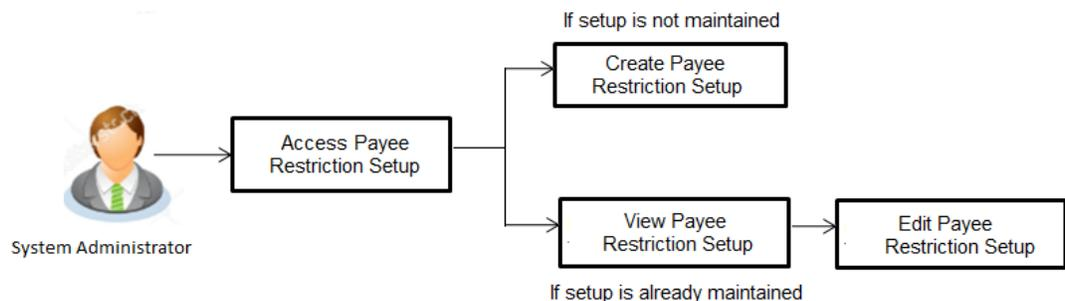 If setup is not maintained
Create Payee
Restriction Setup
Access Payee
Restriction Setup
System Administrator
View Payee
Restriction Setup
Edit Payee
Restriction Setup
If setup is already maintained